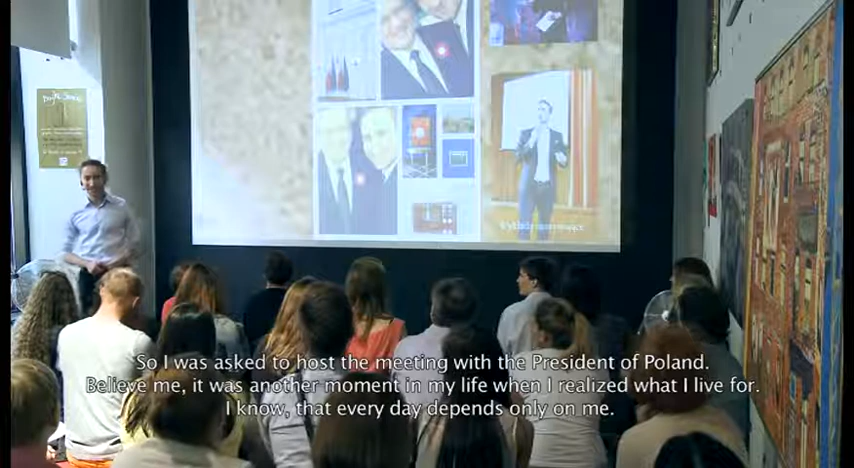 So I was asked to host the meeting with the President of Poland.
Believe me, it was another moment in my life when I realized what I live for.
I know, that every day depends only on me.